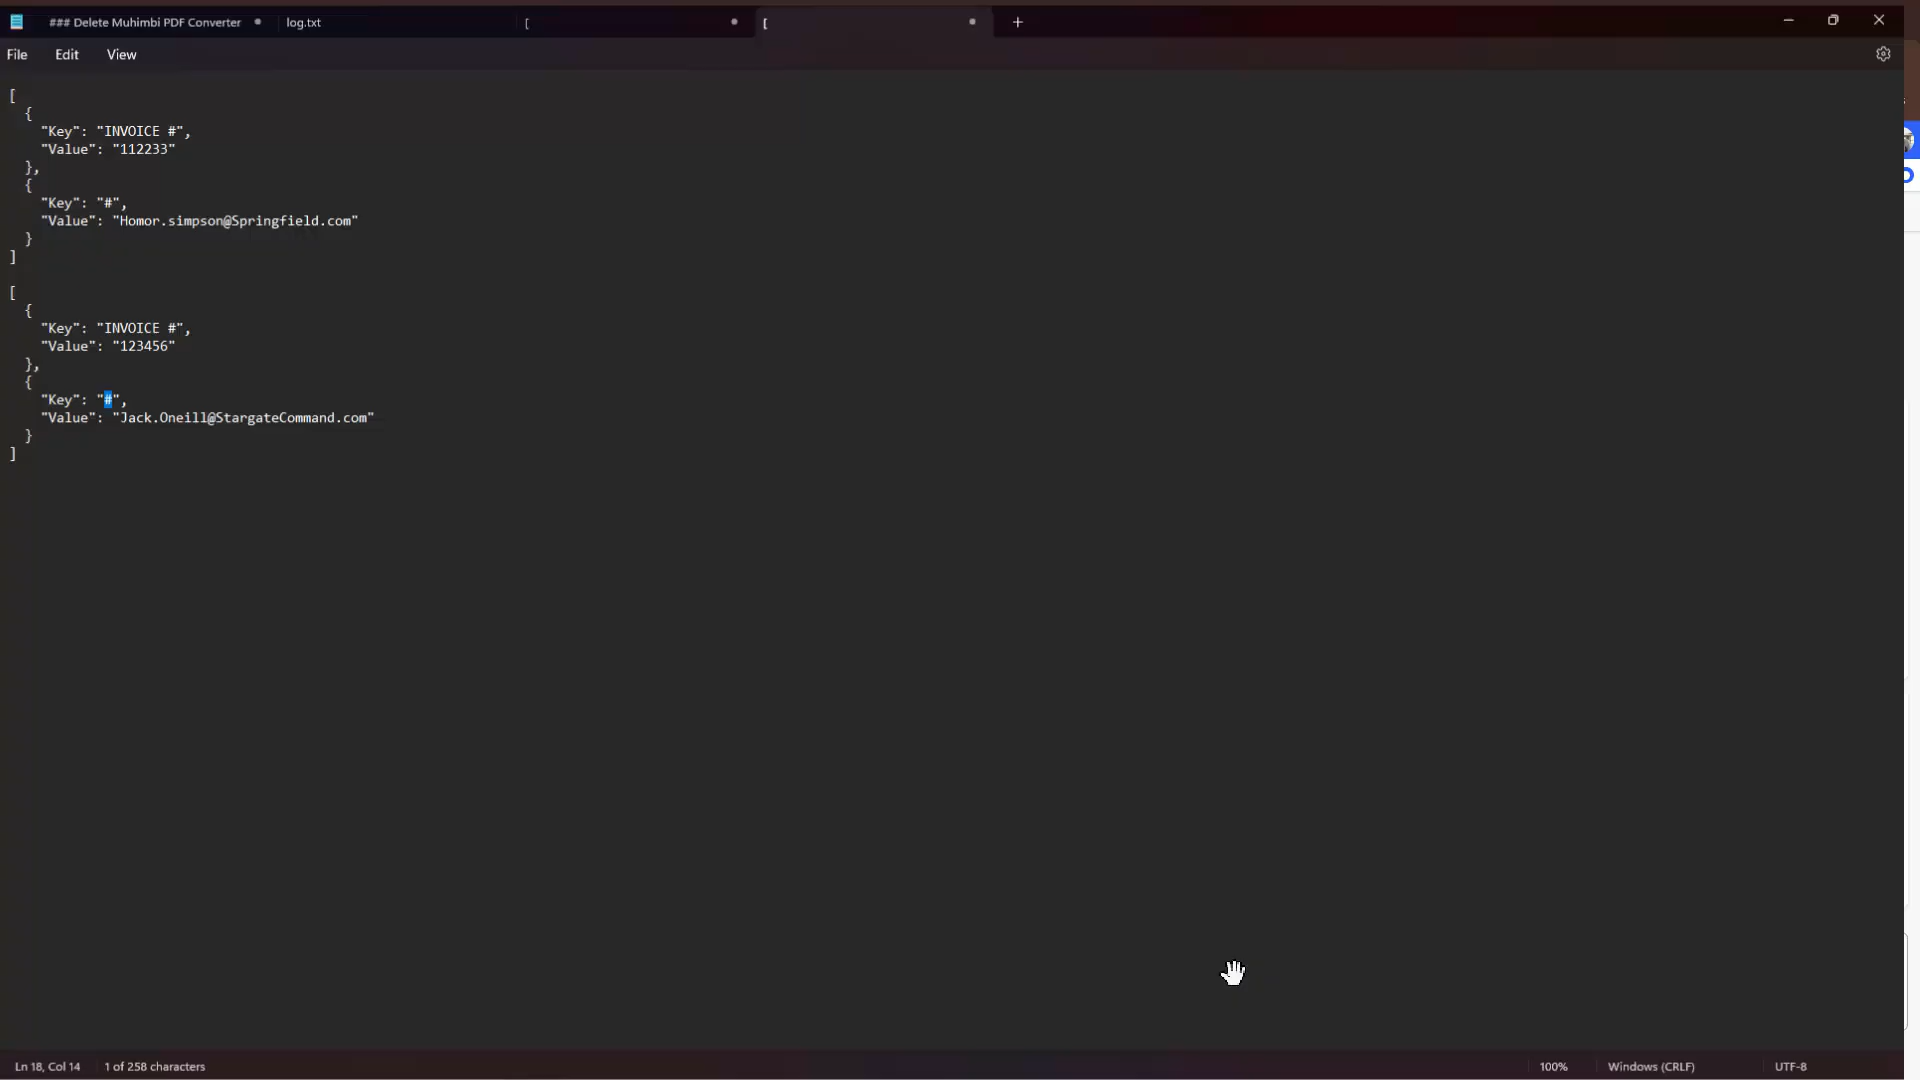 ### Delete Muhimbi PDF Converter
log.txt
[
[
File
Edit
View
[
{
"Key": "INVOICE #",
"Value": "112233"
},
{
"Key": "#",
"Value": "Homor.simpson@Springfield.com"
}
]
[
{
"Key": "INVOICE #",
"Value": "123456"
},
{
"Key": "#",
"Value": "Jack.Oneill@StargateCommand.com"
}
]
Ln 18, Col 14
1 of 258 characters
100%
Windows (CRLF)
UTF-8